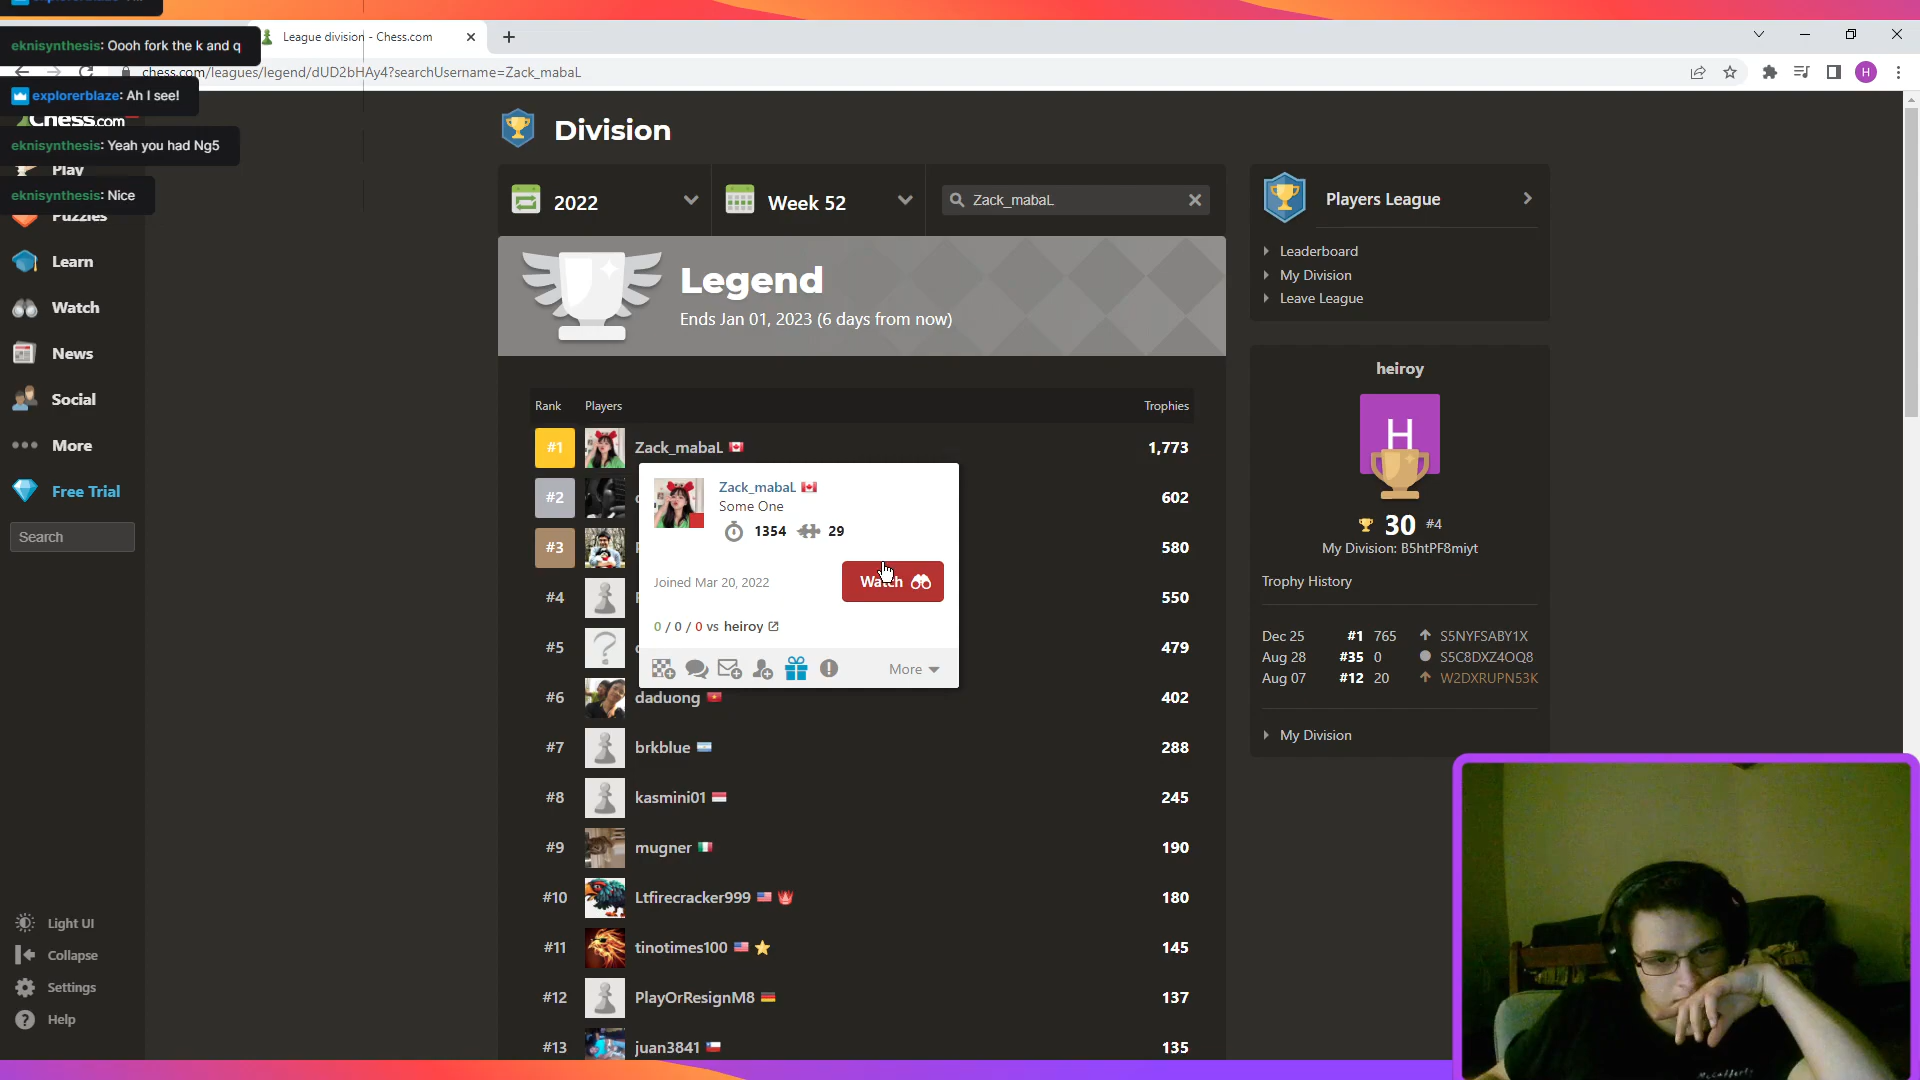 eknisynthesis: Oooh fork the k and q
League division - Chess.com
chess.com/leagues/legend/dUD2bHAy4?searchUsername=Zack_mabaL
H
explorerblaze: Ah I see!
Chess.com
eknisynthesis: Yeah you had Ng5
Play
eknisynthesis: Nice
Puzzles
Learn
Watch
News
Social
More
Free Trial
Search
Light UI
Collapse
Settings
Help
Division
2022
Week 52
Zack_mabaL
Legend
Ends Jan 01, 2023 (6 days from now)
Rank Players Trophies
#1 Zack_mabaL 1,773
#2 602
#3 580
#4 550
#5 479
#6 daduong 402
#7 brkblue 288
#8 kasmini01 245
#9 mugner 190
#10 Ltfirecracker999 180
#11 tinotimes100 145
#12 PlayOrResignM8 137
#13 juan3841 135
Zack_mabaL
Some One
1354 29
Joined Mar 20, 2022
Watch
0 / 0 / 0 vs heiroy
More
Players League
Leaderboard
My Division
Leave League
heiroy
H
30 #4
My Division: B5htPF8miyt
Trophy History
Dec 25 #1 765 S5NYFSABY1X
Aug 28 #35 0 S5C8DXZ4OQ8
Aug 07 #12 20 W2DXRUPN53K
My Division